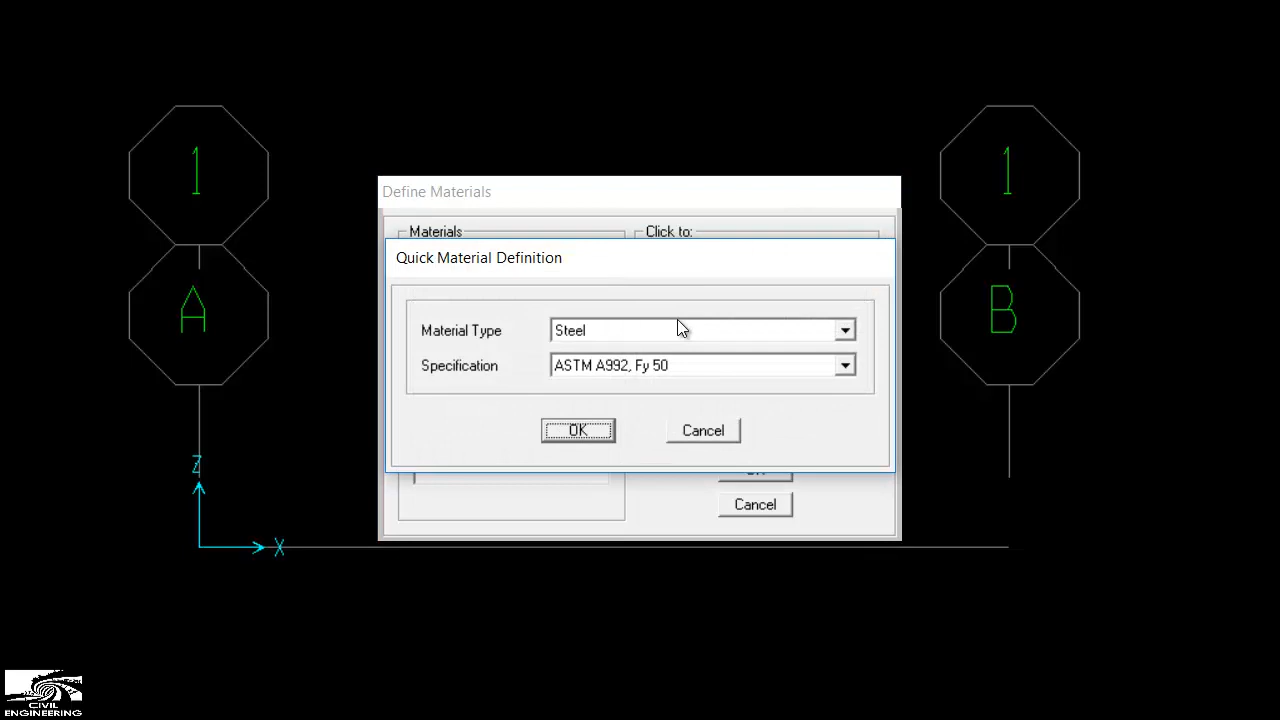 1
1
Define Materials
Materials
Click to:
Quick Material Definition
A
B
Material Type
Steel
Specification
ASTM A992, Fy 50
OK
Cancel
Z
Cancel
X
CIVIL
ENGINEERING